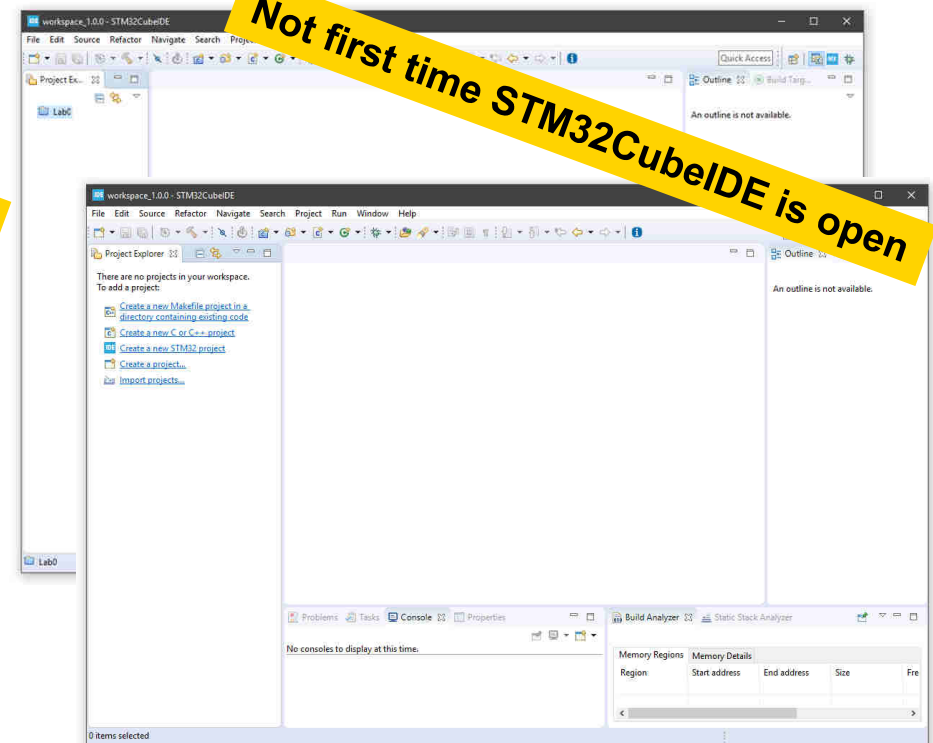 workspace_1.0.0 - STM32CubeIDE
File Edit Source Refactor Navigate Search
Quick Access
Project Ex...
Outline Build Targ...
Lab0
An outline is not available.
Not first time STM32CubeIDE is open
workspace_1.0.0 - STM32CubeIDE
File Edit Source Refactor Navigate Search Project Run Window Help
Project Explorer
Outline
There are no projects in your workspace.
To add a project:
An outline is not available.
Create a new Makefile project in a
directory containing existing code
Create a new C or C++ project
Create a new STM32 project
Create a project...
Import projects...
Lab0
Problems Tasks Console Properties
Build Analyzer Static Stack Analyzer
No consoles to display at this time.
Memory Regions Memory Details
Region Start address End address Size Fre
0 items selected